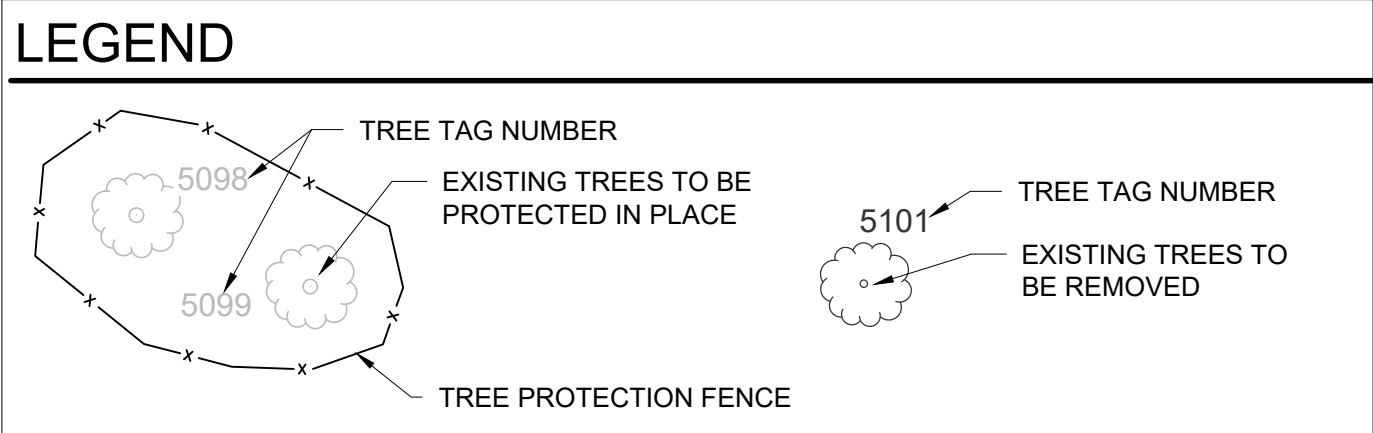 LEGEND
TREE TAG NUMBER
5098
EXISTING TREES TO BE
PROTECTED IN PLACE
5099
TREE PROTECTION FENCE
TREE TAG NUMBER
5101
EXISTING TREES TO
BE REMOVED